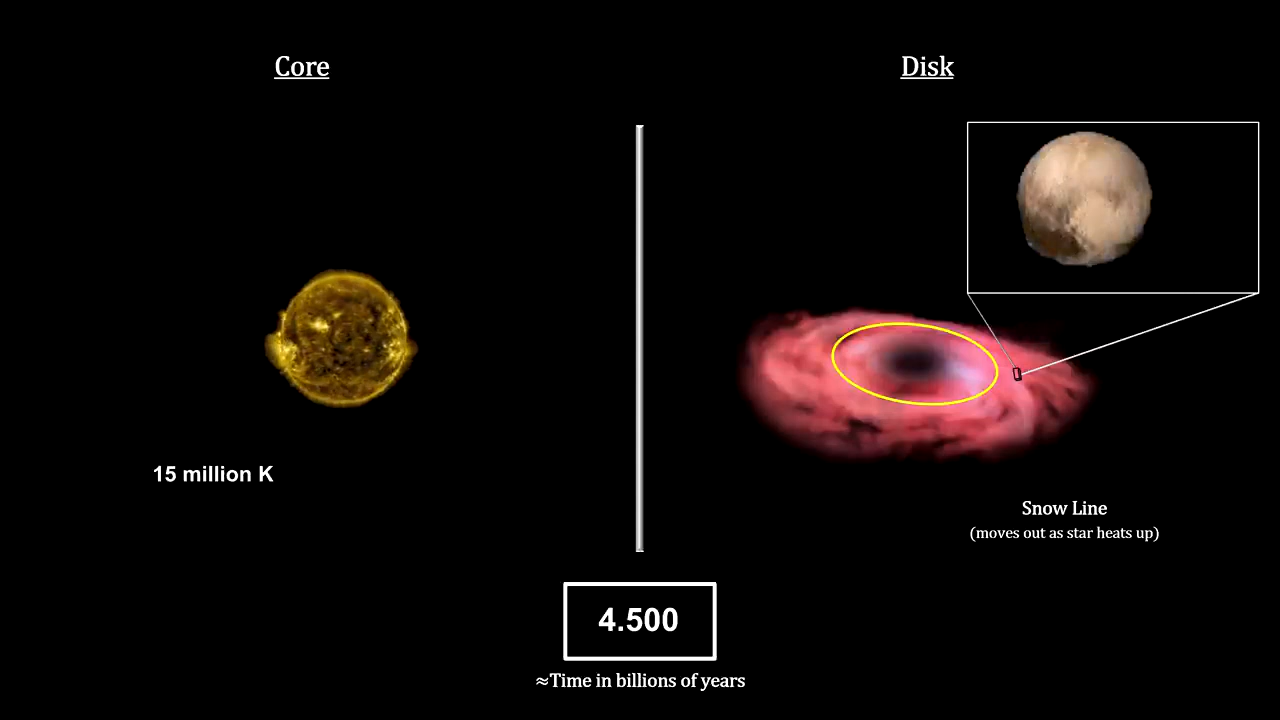 Core
Disk
15 million K
Snow Line
(moves out as star heats up)
4.500
≈Time in billions of years